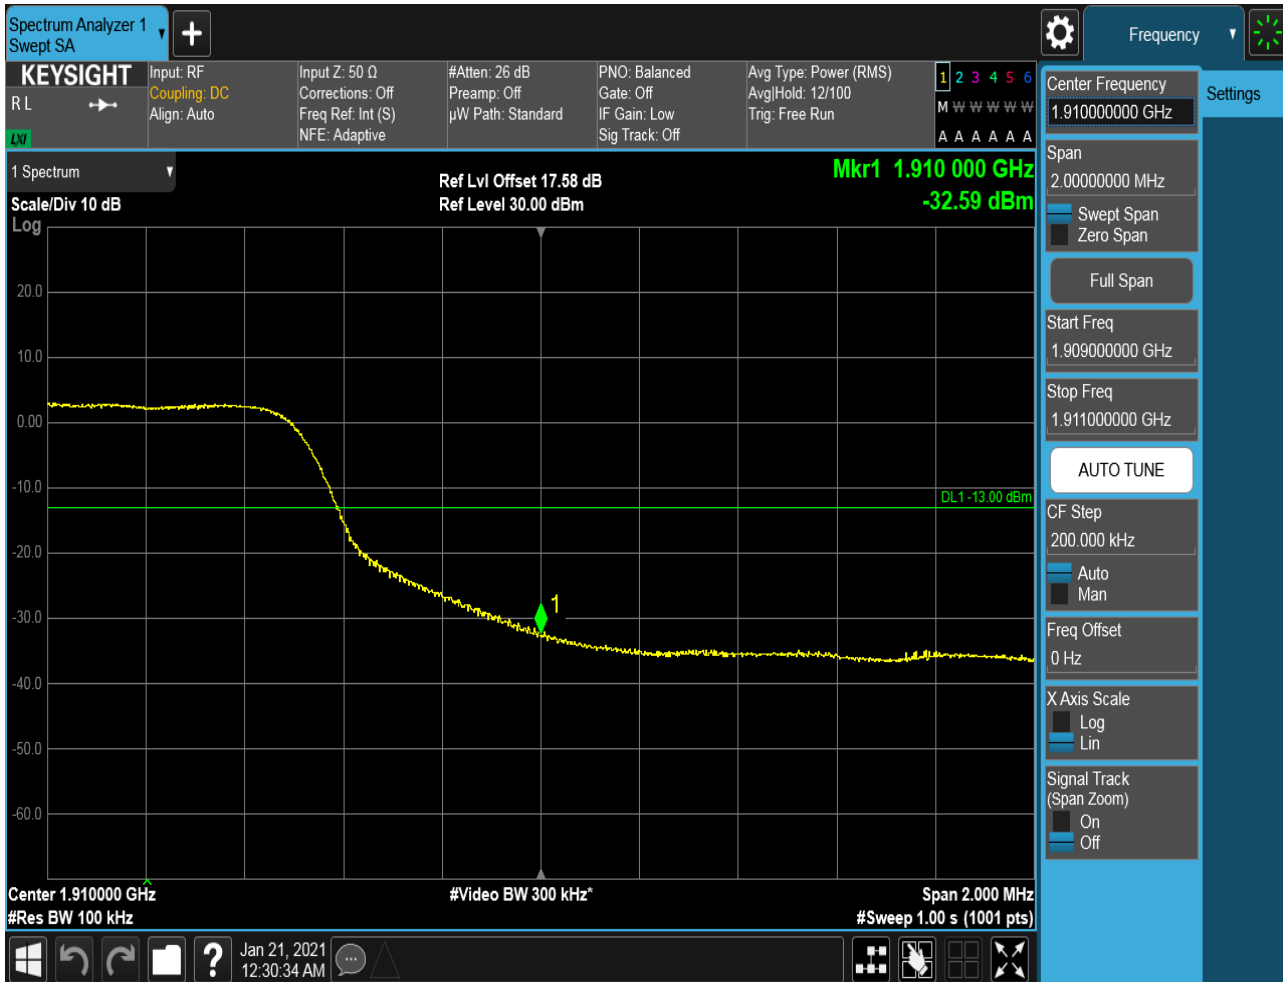 Spectrum Analyzer 1
Swept SA
Frequency
KEYSIGHT
R L
LXI
Input: RF
Coupling: DC
Align: Auto
Input Z: 50 Ω
Corrections: Off
Freq Ref: Int (S)
NFE: Adaptive
#Atten: 26 dB
Preamp: Off
µW Path: Standard
PNO: Balanced
Gate: Off
IF Gain: Low
Sig Track: Off
Avg Type: Power (RMS)
Avg|Hold: 12/100
Trig: Free Run
1 2 3 4 5 6
M W W W W W
A A A A A A
1 Spectrum
Scale/Div 10 dB
Log
Ref Lvl Offset 17.58 dB
Ref Level 30.00 dBm
Mkr1 1.910 000 GHz
-32.59 dBm
20.0
10.0
0.00
-10.0
-20.0
-30.0
-40.0
-50.0
-60.0
DL1 -13.00 dBm
1
Center 1.910000 GHz
#Res BW 100 kHz
#Video BW 300 kHz*
Span 2.000 MHz
#Sweep 1.00 s (1001 pts)
Center Frequency
1.910000000 GHz
Settings
Span
2.00000000 MHz
Swept Span
Zero Span
Full Span
Start Freq
1.909000000 GHz
Stop Freq
1.911000000 GHz
AUTO TUNE
CF Step
200.000 kHz
Auto
Man
Freq Offset
0 Hz
X Axis Scale
Log
Lin
Signal Track
(Span Zoom)
On
Off
?
Jan 21, 2021
12:30:34 AM